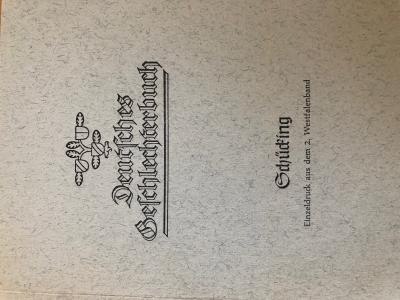 Deutsches
Geschlechterbuch
Schücking
Einzeldruck aus dem 2. Westfalenband